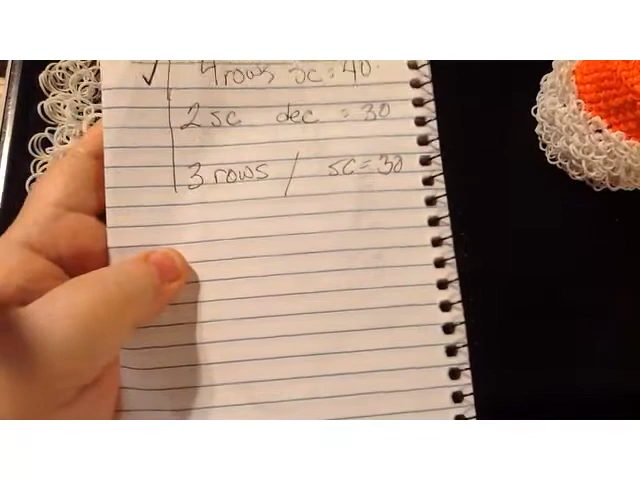 √ 4 rows sc = 40
2 sc dec = 30
3 rows / sc = 30